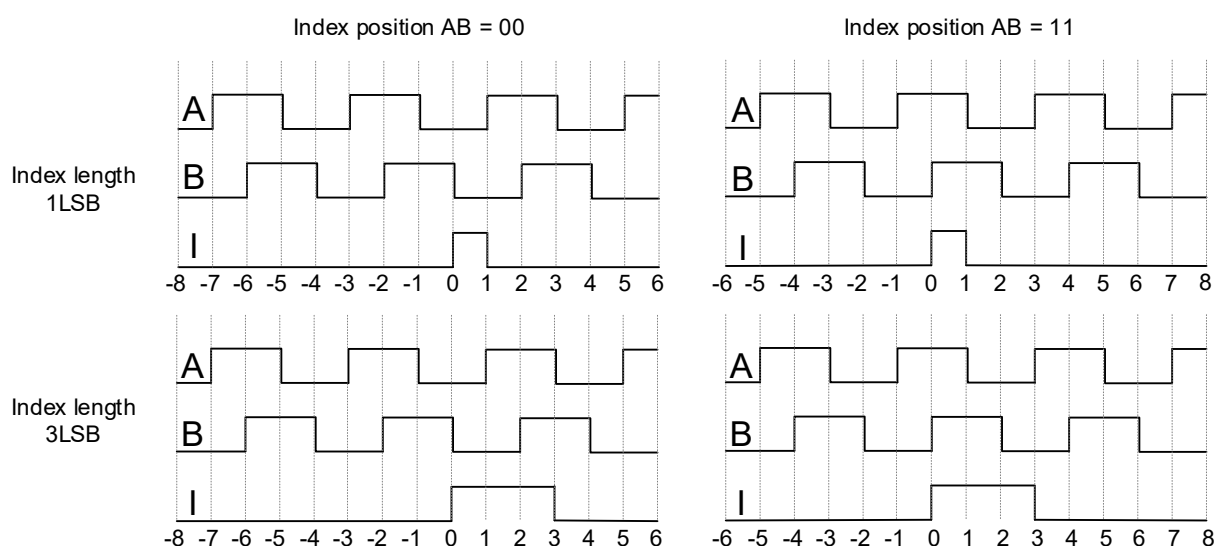 Index position AB = 00
Index position AB = 11
Index length
1LSB
A
B
I
-8 -7 -6 -5 -4 -3 -2 -1 0 1 2 3 4 5 6
A
B
I
-6 -5 -4 -3 -2 -1 0 1 2 3 4 5 6 7 8
Index length
3LSB
A
B
I
-8 -7 -6 -5 -4 -3 -2 -1 0 1 2 3 4 5 6
A
B
I
-6 -5 -4 -3 -2 -1 0 1 2 3 4 5 6 7 8